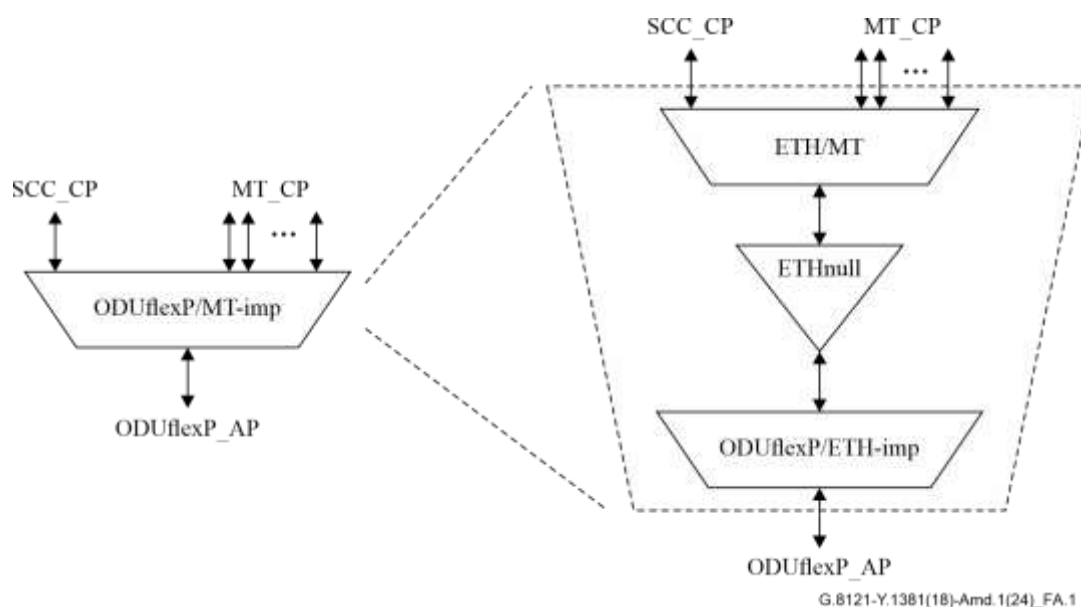 SCC_CP MT_CP
...
ETH/MT
SCC_CP MT_CP
...
ETHnull
ODUflexP/MT-imp
ODUflexP_AP
ODUflexP/ETH-imp
ODUflexP_AP
G.8121-Y.1381(18)-Amd.1(24)_FA.1